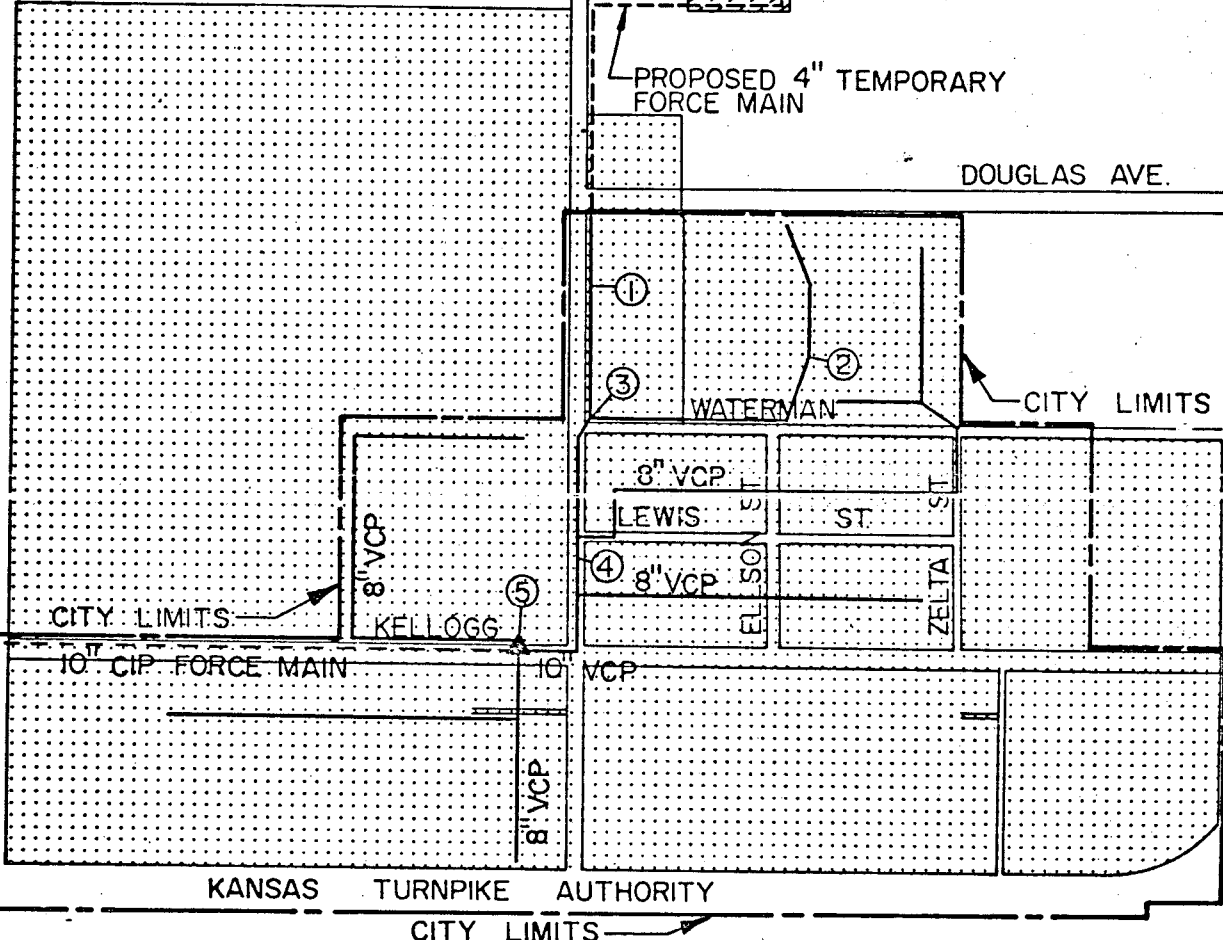 PROPOSED 4" TEMPORARY
FORCE MAIN
DOUGLAS AVE.
1
2
3
WATERMAN
CITY LIMITS
8" VCP
LEWIS ST.
ELSON ST.
ZELTA ST.
8" VCP
4
8" VCP
5
CITY LIMITS
KELLOGG
10" CIP FORCE MAIN
10" VCP
8" VCP
KANSAS TURNPIKE AUTHORITY
CITY LIMITS